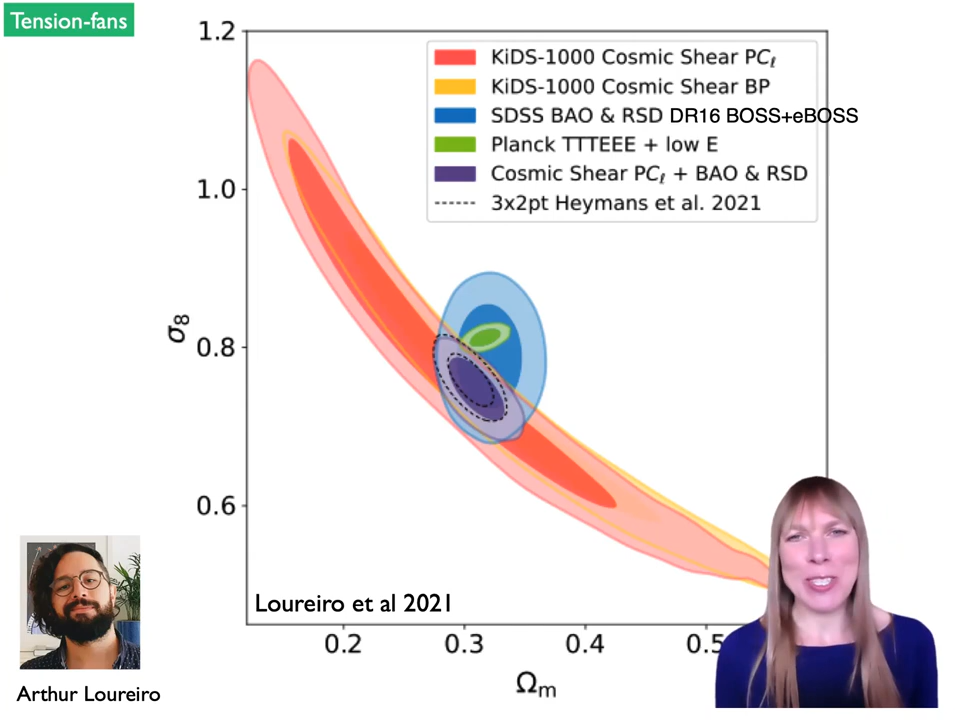 Tension-fans
1.2
1.0
0.8
0.6
σ8
KiDS-1000 Cosmic Shear PCℓ
KiDS-1000 Cosmic Shear BP
SDSS BAO & RSD DR16 BOSS+eBOSS
Planck TTTEEE + low E
Cosmic Shear PCℓ + BAO & RSD
3x2pt Heymans et al. 2021
Loureiro et al 2021
0.2 0.3 0.4 0.5
Ωm
Arthur Loureiro